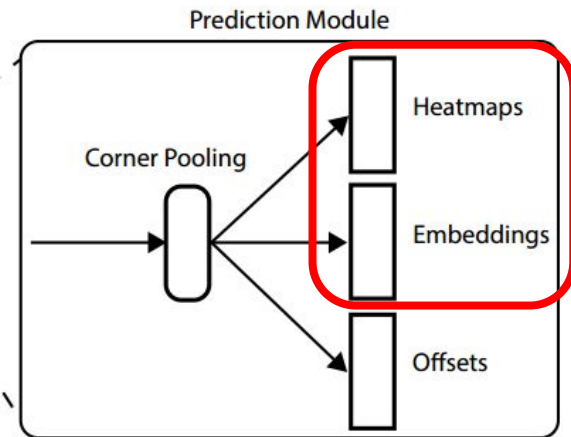 Prediction Module
Heatmaps
Corner Pooling
Embeddings
Offsets